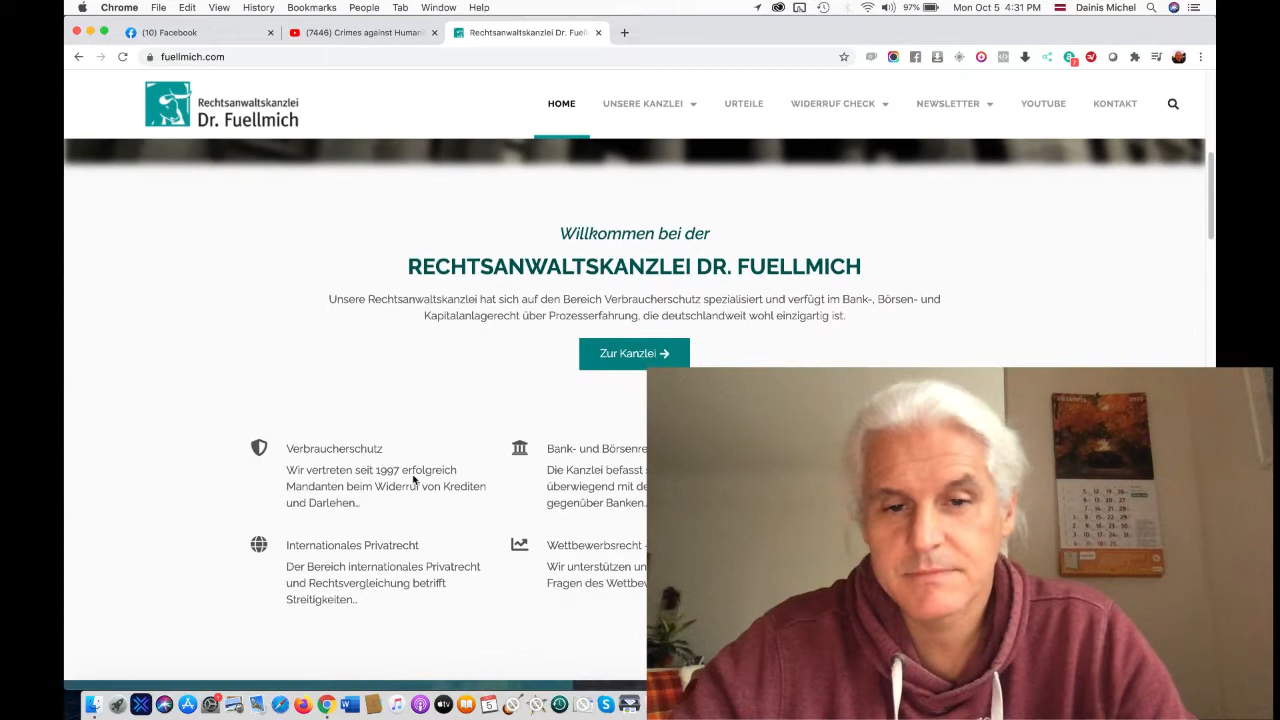 Chrome File Edit View History Bookmarks People Tab Window Help 97% Mon Oct 5 4:31 PM Dainis Michel
(10) Facebook (7446) Crimes against Humani Rechtsanwaltskanzlei Dr. Fuell
fuellmich.com
7
Rechtsanwaltskanzlei
Dr. Fuellmich
HOME UNSERE KANZLEI URTEILE WIDERRUF CHECK NEWSLETTER YOUTUBE KONTAKT
Willkommen bei der
RECHTSANWALTSKANZLEI DR. FUELLMICH
Unsere Rechtsanwaltskanzlei hat sich auf den Bereich Verbraucherschutz spezialisiert und verfügt im Bank-, Börsen- und
Kapitalanlagerecht über Prozesserfahrung, die deutschlandweit wohl einzigartig ist.
Zur Kanzlei
Verbraucherschutz
Wir vertreten seit 1997 erfolgreich
Mandanten beim Widerruf von Krediten
und Darlehen...
Bank- und Börsenre
Die Kanzlei befasst s
überwiegend mit de
gegenüber Banken,
Internationales Privatrecht
Der Bereich internationales Privatrecht
und Rechtsvergleichung betrifft
Streitigkeiten...
Wettbewerbsrecht
Wir unterstützen un
Fragen des Wettbew